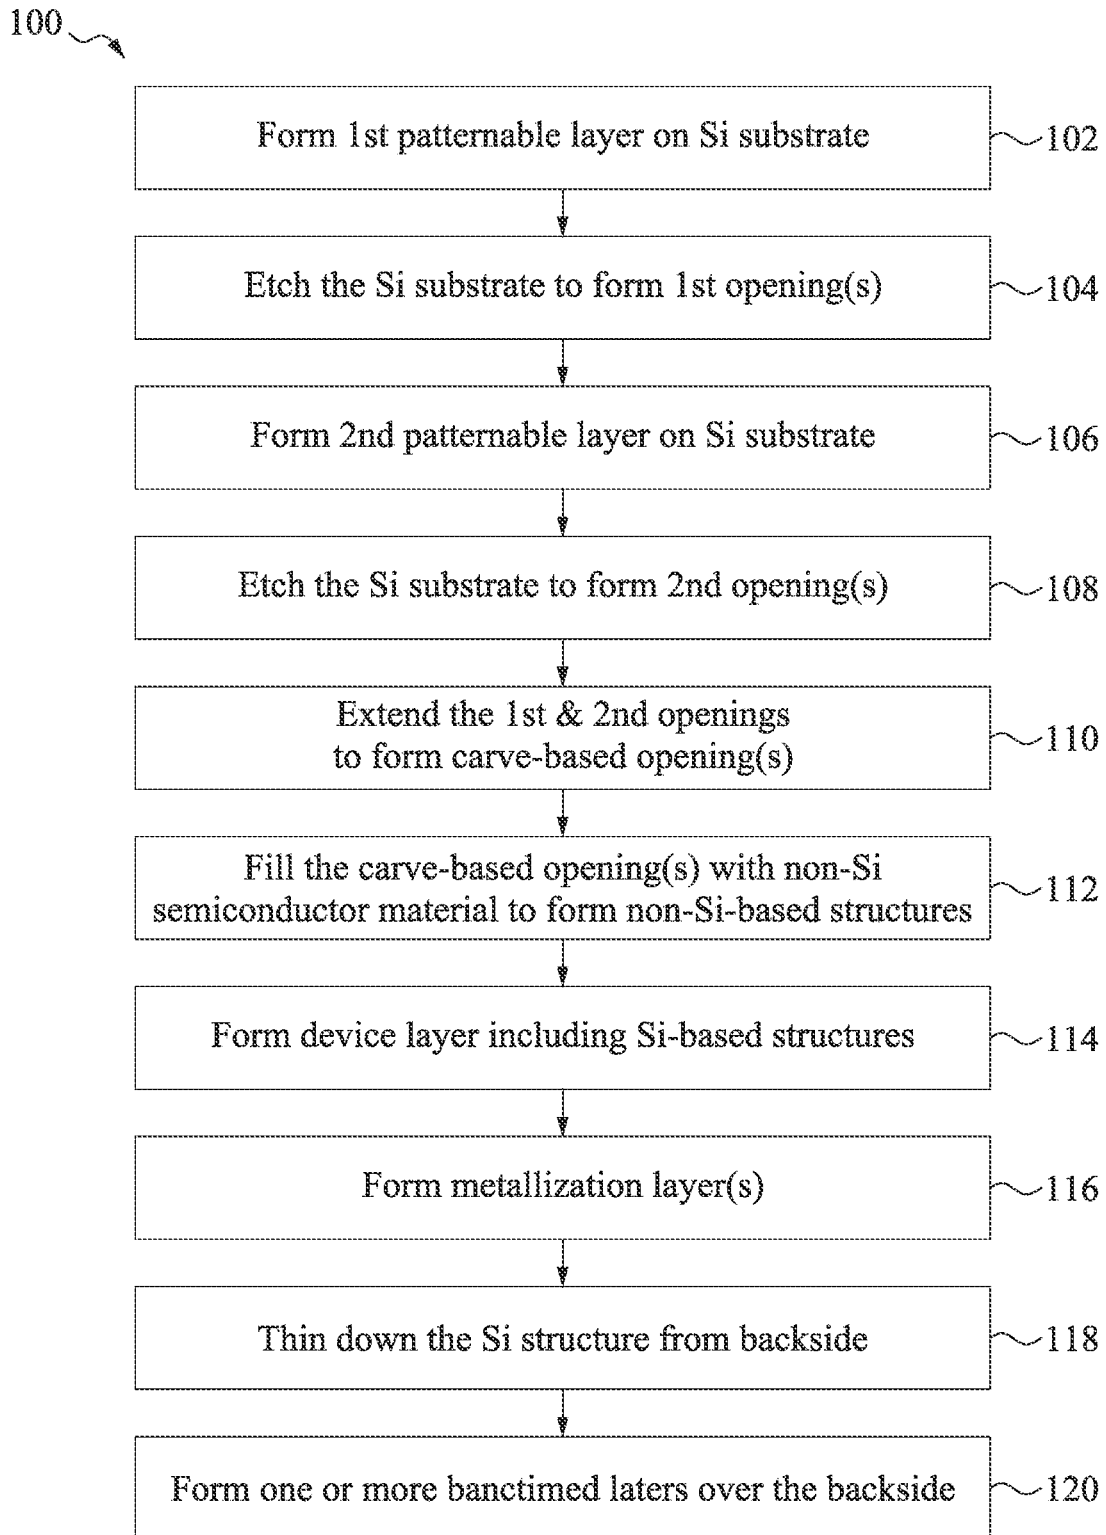 100
Form 1st patternable layer on Si substrate
102
Etch the Si substrate to form 1st opening(s)
104
Form 2nd patternable layer on Si substrate
106
Etch the Si substrate to form 2nd opening(s)
108
Extend the 1st & 2nd openings
to form carve-based opening(s)
110
Fill the carve-based opening(s) with non-Si
semiconductor material to form non-Si-based structures
112
Form device layer including Si-based structures
114
Form metallization layer(s)
116
Thin down the Si structure from backside
118
Form one or more banctimed laters over the backside
120